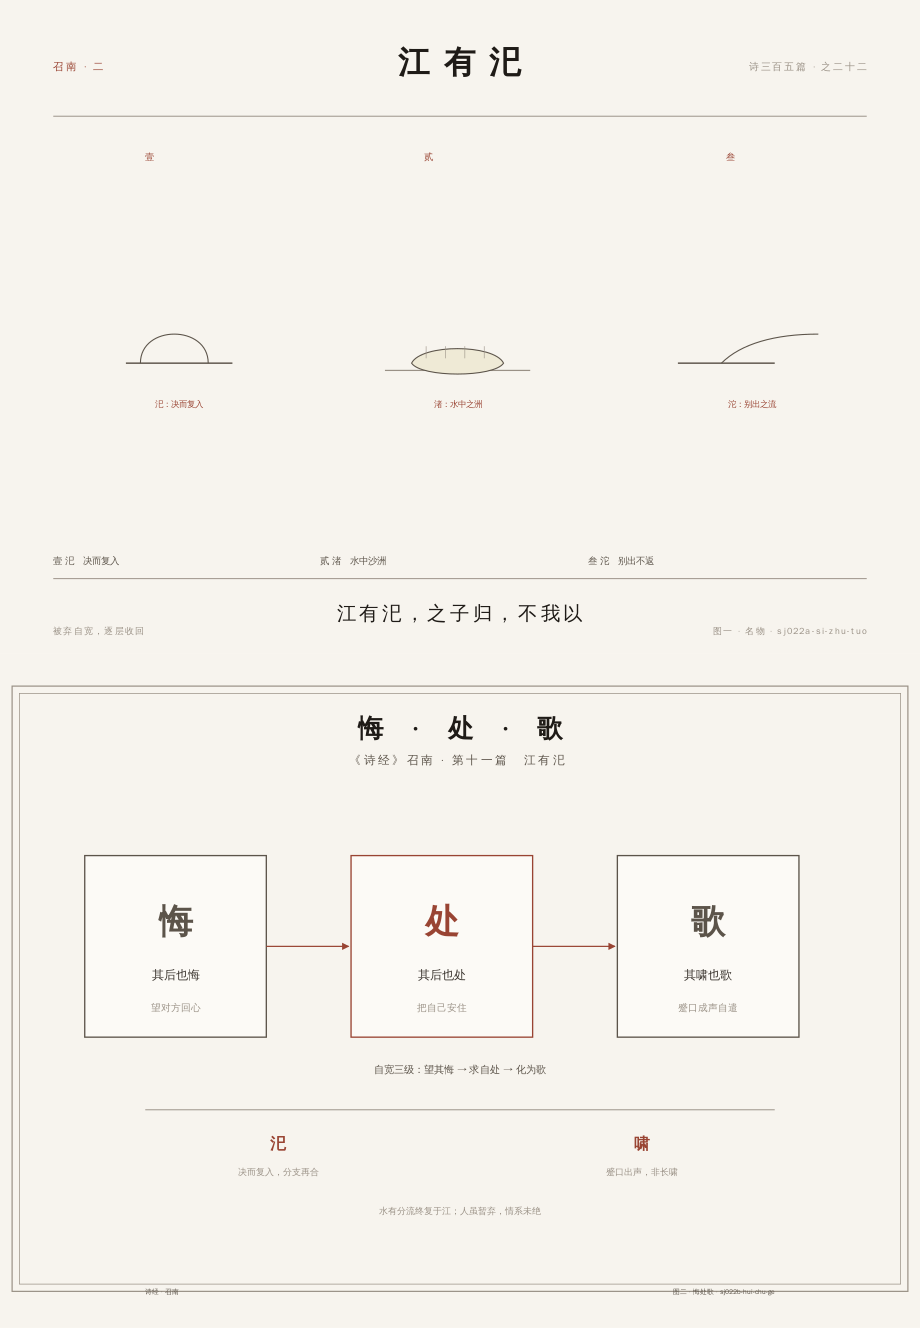 召南 · 二
江有汜
诗三百五篇 · 之二十二
壹
贰
叁
汜：决而复入
渚：水中之洲
沱：别出之流
壹 汜 决而复入
贰 渚 水中沙洲
叁 沱 别出不返
江有汜，之子归，不我以
被弃自宽，逐层收回
图一 · 名物 · sj022a-si-zhu-tuo
悔 · 处 · 歌
《诗经》召南 · 第十一篇 江有汜
悔
其后也悔
望对方回心
处
其后也处
把自己安住
歌
其啸也歌
蹙口成声自遣
自宽三级：望其悔 → 求自处 → 化为歌
汜
决而复入，分支再合
啸
蹙口出声，非长啸
水有分流终复于江；人虽暂弃，情系未绝
诗经 · 召南
图二 · 悔处歌 · sj022b-hui-chu-ge